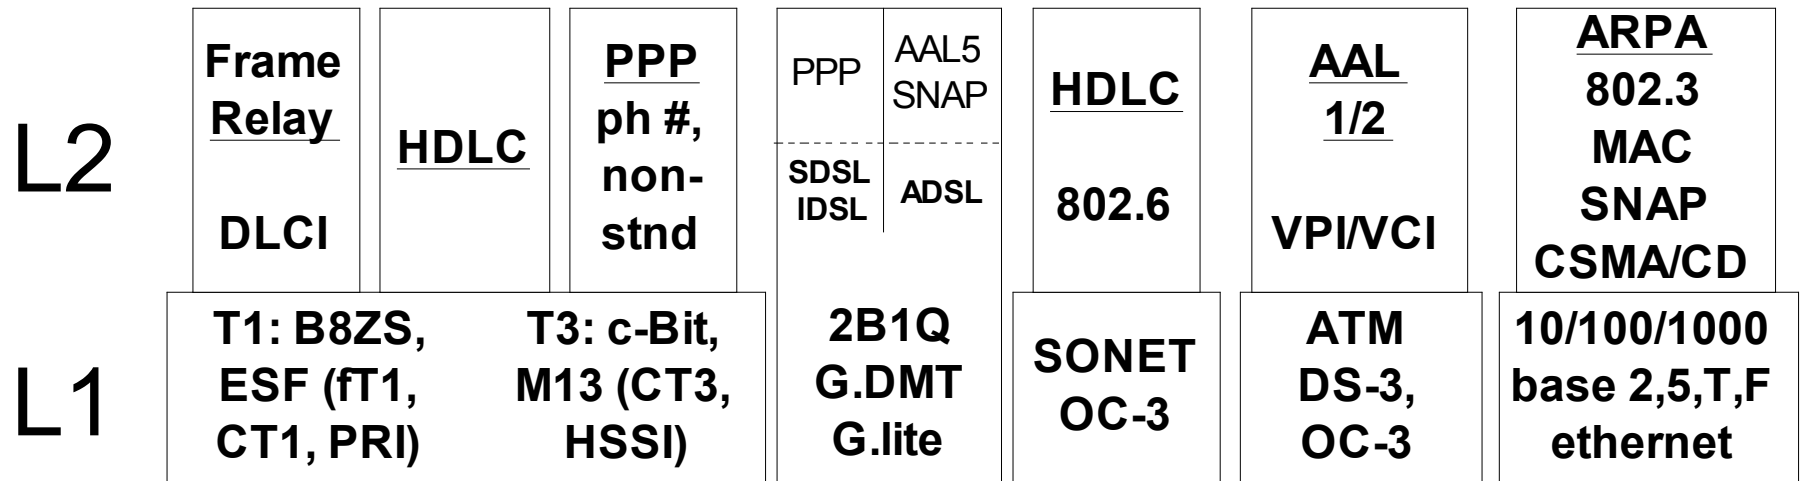 L2
Frame
Relay
DLCI
HDLC
PPP
ph #,
non-
stnd
PPP
AAL5
SNAP
SDSL
IDSL
ADSL
HDLC
802.6
AAL
1/2
VPI/VCI
ARPA
802.3
MAC
SNAP
CSMA/CD
L1
T1: B8ZS,
ESF (fT1,
CT1, PRI)
T3: c-Bit,
M13 (CT3,
HSSI)
2B1Q
G.DMT
G.lite
SONET
OC-3
ATM
DS-3,
OC-3
10/100/1000
base 2,5,T,F
ethernet